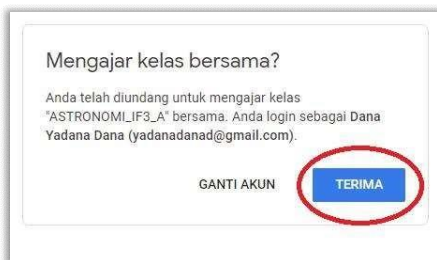 Mengajar kelas bersama?
Anda telah diundang untuk mengajar kelas
"ASTRONOMI_IF3_A" bersama. Anda login sebagai Dana
Yadana Dana (yadanadanad@gmail.com).
GANTI AKUN TERIMA